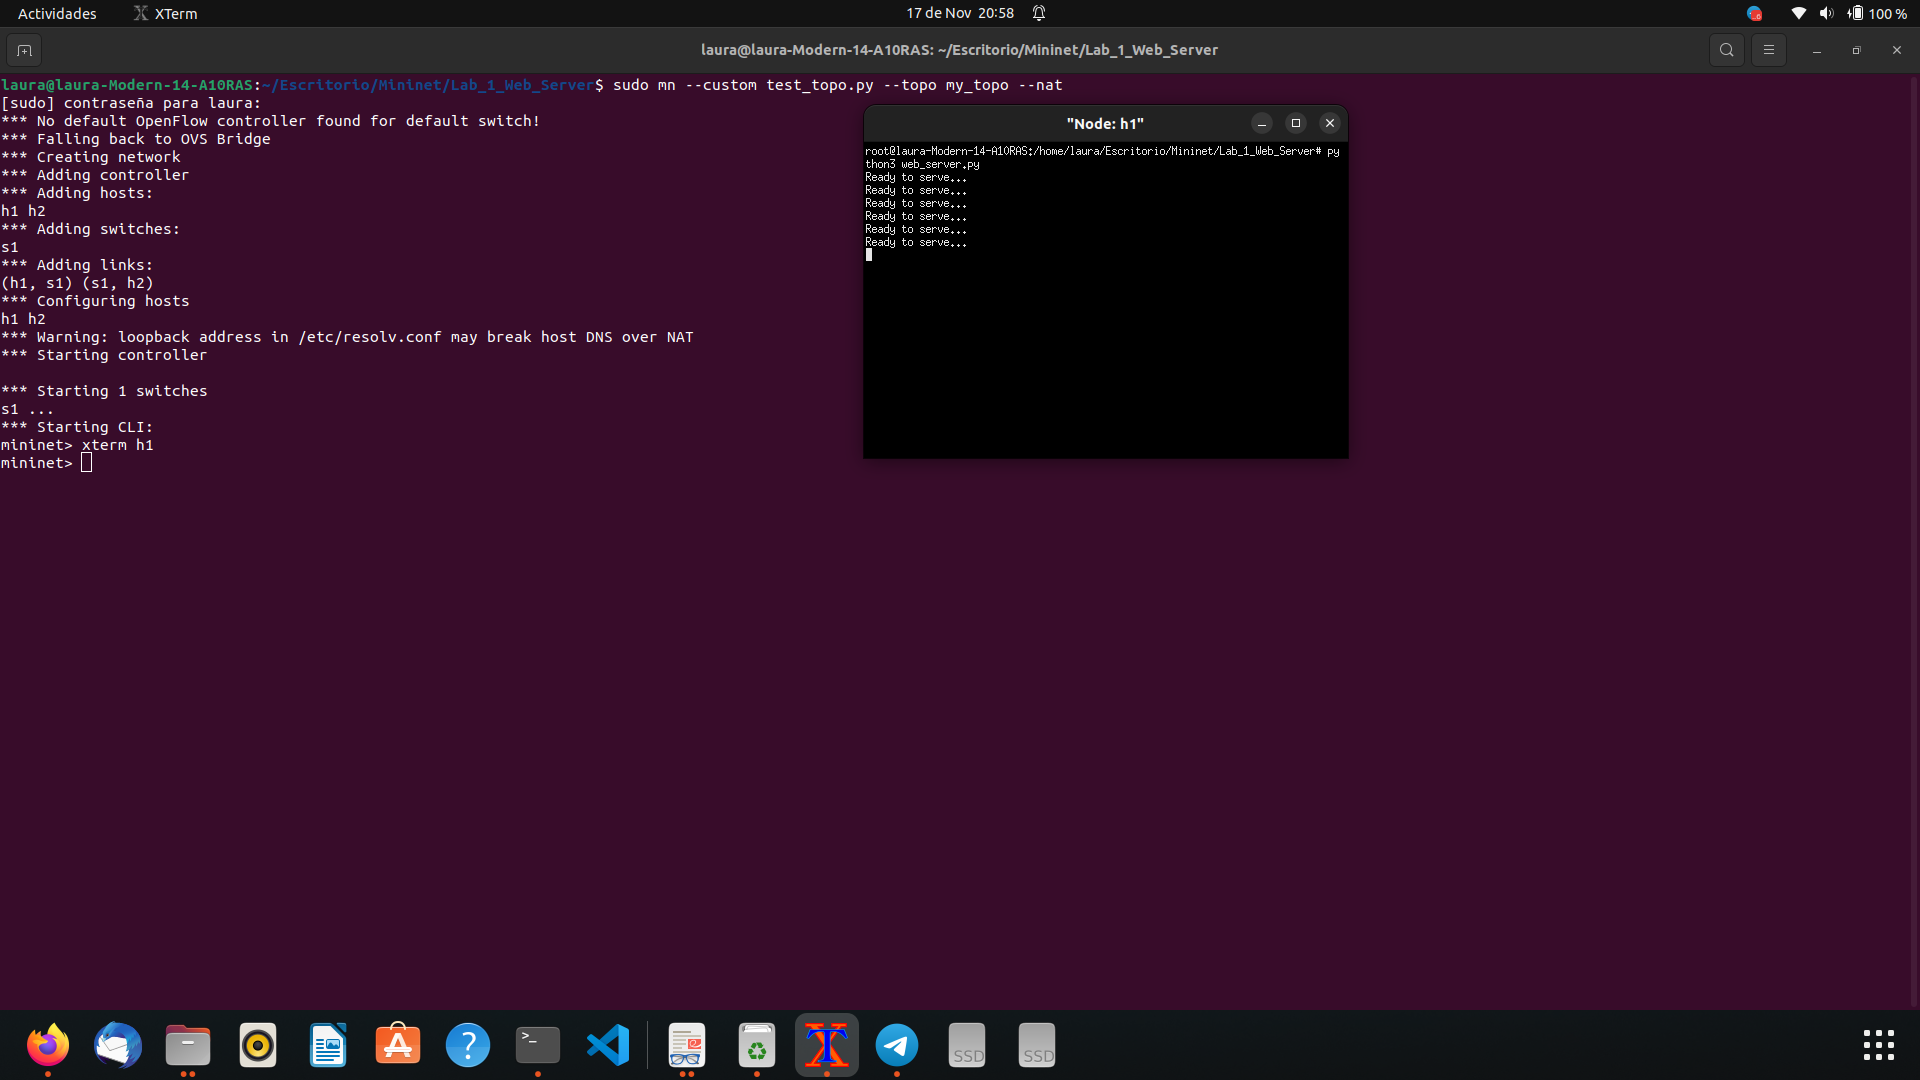 Actividades
XTerm
17 de Nov 20:58
100 %
laura@laura-Modern-14-A10RAS: ~/Escritorio/Mininet/Lab_1_Web_Server
laura@laura-Modern-14-A10RAS:~/Escritorio/Mininet/Lab_1_Web_Server$ sudo mn --custom test_topo.py --topo my_topo --nat
[sudo] contraseña para laura:
*** No default OpenFlow controller found for default switch!
*** Falling back to OVS Bridge
*** Creating network
*** Adding controller
*** Adding hosts:
h1 h2
*** Adding switches:
s1
*** Adding links:
(h1, s1) (s1, h2)
*** Configuring hosts
h1 h2
*** Warning: loopback address in /etc/resolv.conf may break host DNS over NAT
*** Starting controller
*** Starting 1 switches
s1 ...
*** Starting CLI:
mininet> xterm h1
mininet>
"Node: h1"
root@laura-Modern-14-A10RAS:/home/laura/Escritorio/Mininet/Lab_1_Web_Server# py
thon3 web_server.py
Ready to serve...
Ready to serve...
Ready to serve...
Ready to serve...
Ready to serve...
Ready to serve...
SSD
SSD